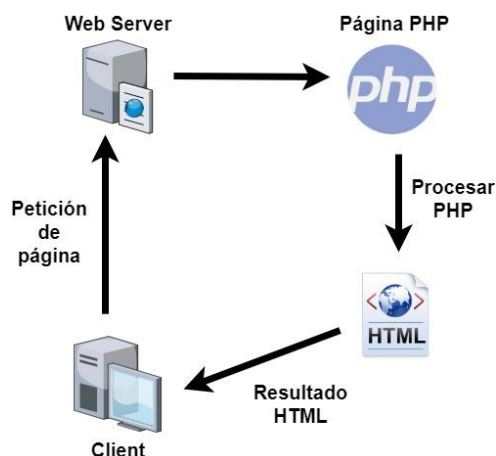 Web Server
Página PHP
php
Petición
de
página
Procesar
PHP
HTML
Resultado
HTML
Client